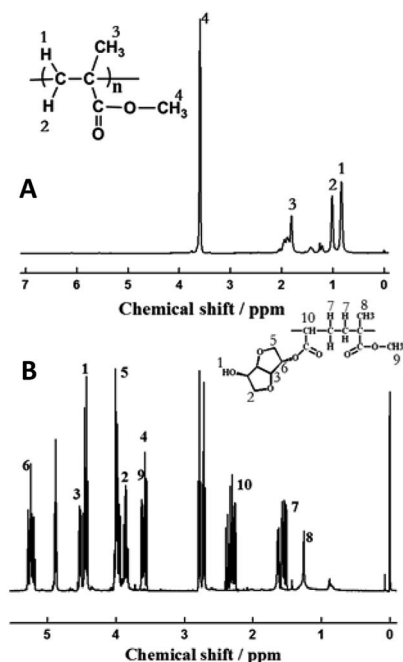 4
1
3
H
CH3
4
( C — C ) n
C — O — CH3
H
O
2
A
1
2
3
7 6 5 4 3 2 1 0
Chemical shift / ppm
7 7 8
10 H H CH3
5
O C C C C
O H H C O
HO 1 6 O O CH3
3
2 O 9
B
1 5
4
6 2 9 10
3
7
8
5 4 3 2 1 0
Chemical shift / ppm